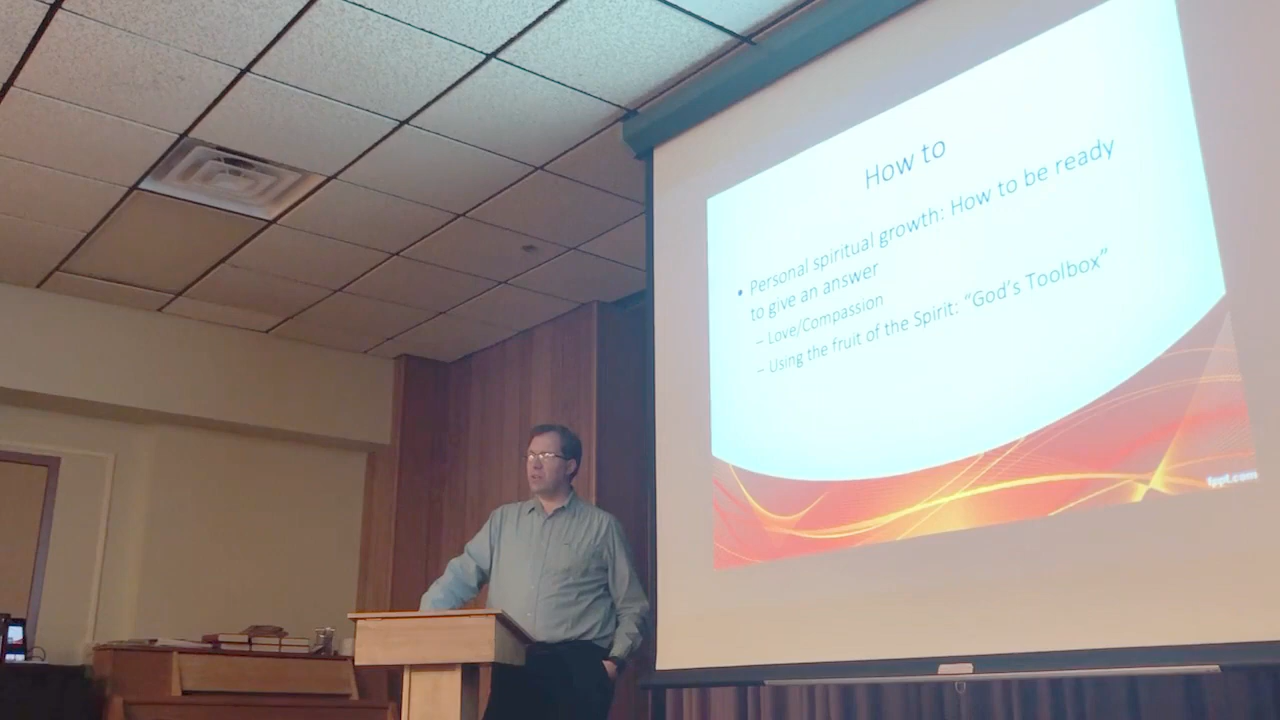 How to
• Personal spiritual growth: How to be ready
to give an answer
– Love/Compassion
– Using the fruit of the Spirit: “God’s Toolbox”
fppt.com